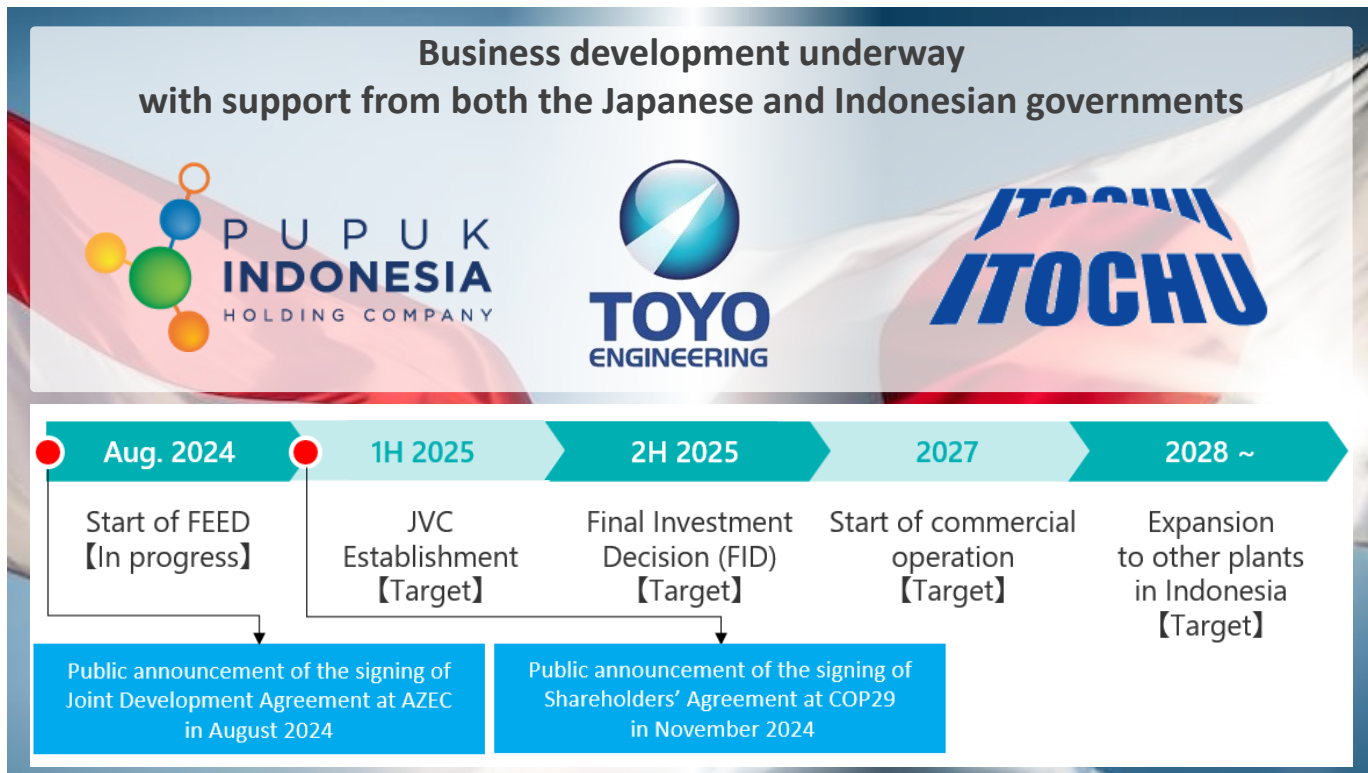 Business development underway
with support from both the Japanese and Indonesian governments
PUPUK
INDONESIA
HOLDING COMPANY
TOYO
ENGINEERING
ITOCHU
ITOCHU
Aug. 2024
1H 2025
2H 2025
2027
2028 ~
Start of FEED
【In progress】
JVC
Establishment
【Target】
Final Investment
Decision (FID)
【Target】
Start of commercial
operation
【Target】
Expansion
to other plants
in Indonesia
【Target】
Public announcement of the signing of
Joint Development Agreement at AZEC
in August 2024
Public announcement of the signing of
Shareholders’ Agreement at COP29
in November 2024